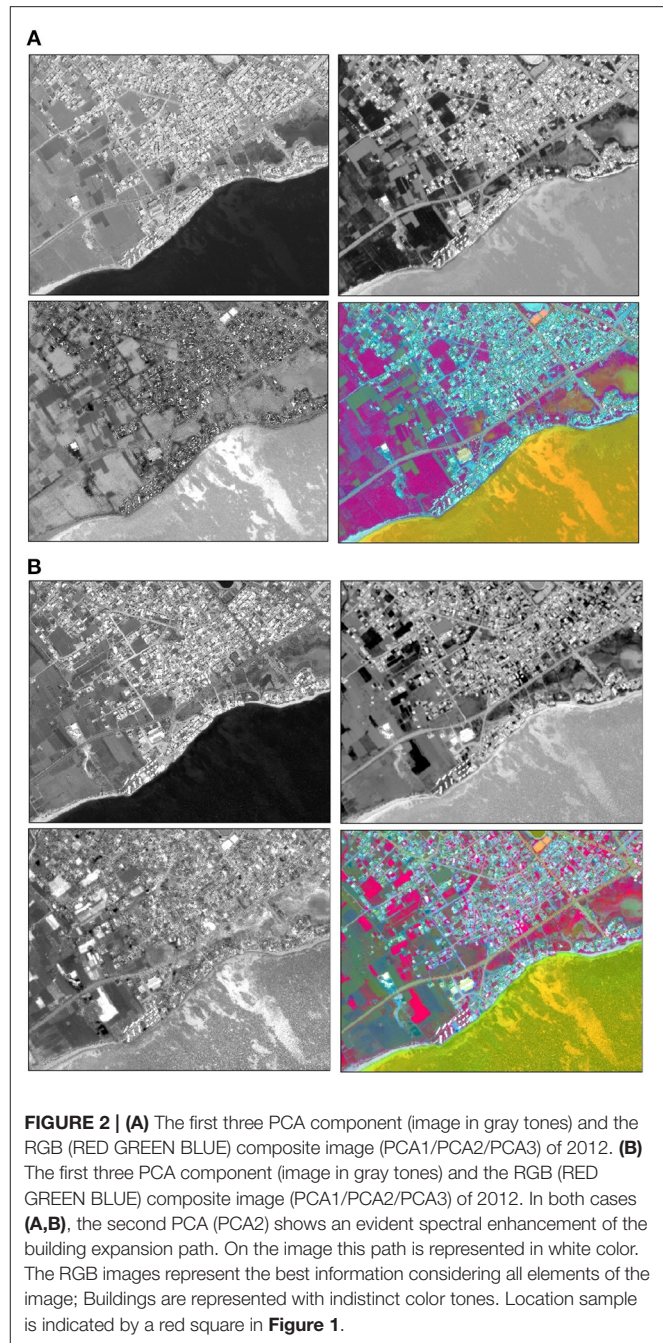 A
B
FIGURE 2 | (A) The first three PCA component (image in gray tones) and the
RGB (RED GREEN BLUE) composite image (PCA1/PCA2/PCA3) of 2012. (B)
The first three PCA component (image in gray tones) and the RGB (RED
GREEN BLUE) composite image (PCA1/PCA2/PCA3) of 2012. In both cases
(A,B), the second PCA (PCA2) shows an evident spectral enhancement of the
building expansion path. On the image this path is represented in white color.
The RGB images represent the best information considering all elements of the
image; Buildings are represented with indistinct color tones. Location sample
is indicated by a red square in Figure 1.